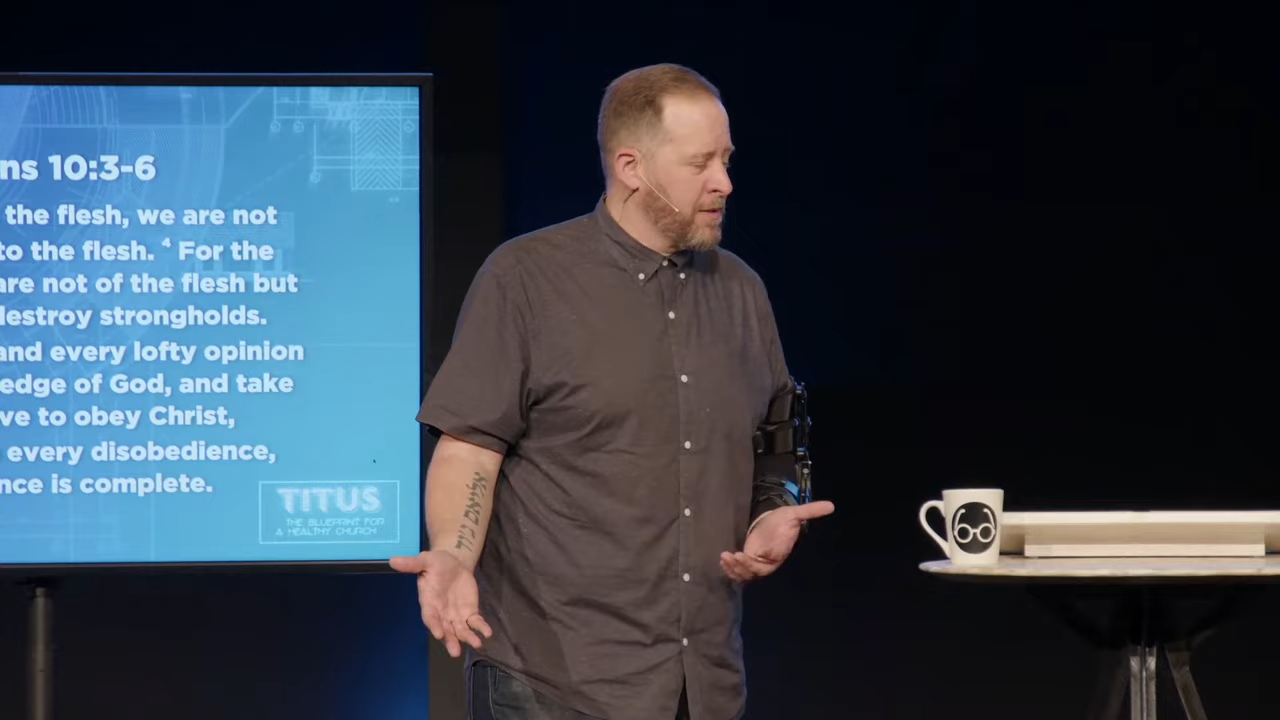 ns 10:3-6
the flesh, we are not
to the flesh. ⁴ For the
are not of the flesh but
destroy strongholds.
and every lofty opinion
edge of God, and take
ve to obey Christ,
every disobedience,
nce is complete.
TITUS
THE BLUEPRINT FOR
A HEALTHY CHURCH